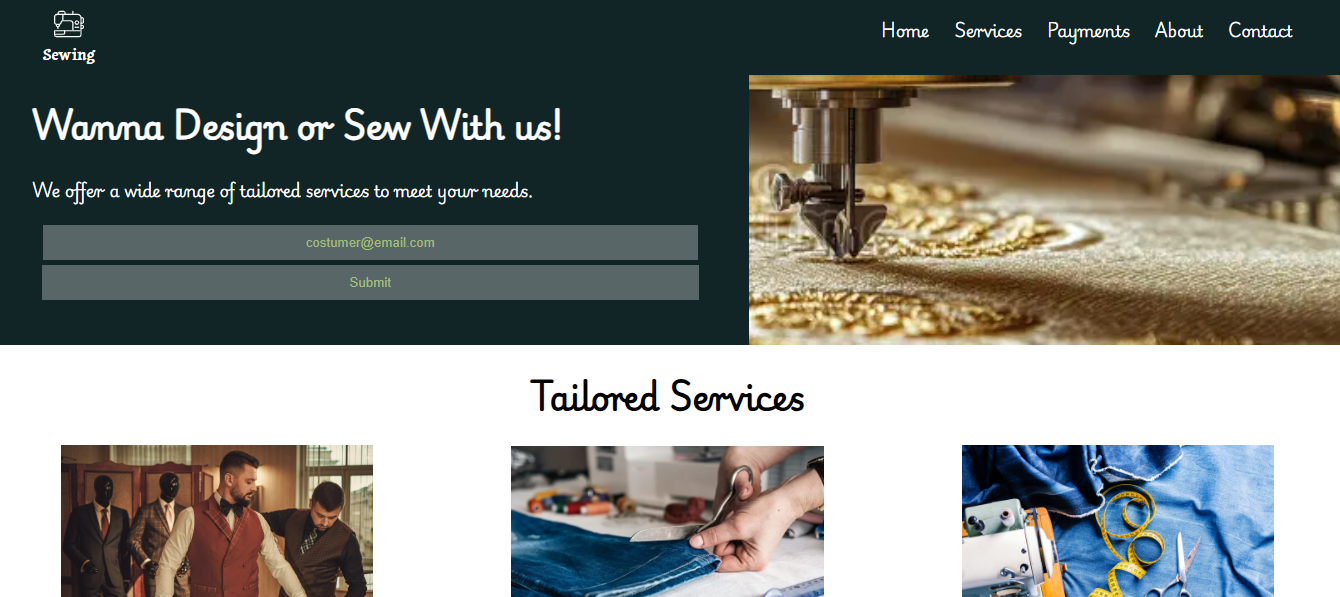 Sewing
Home Services Payments About Contact
Wanna Design or Sew With us!
We offer a wide range of tailored services to meet your needs.
costumer@email.com
Submit
Tailored Services